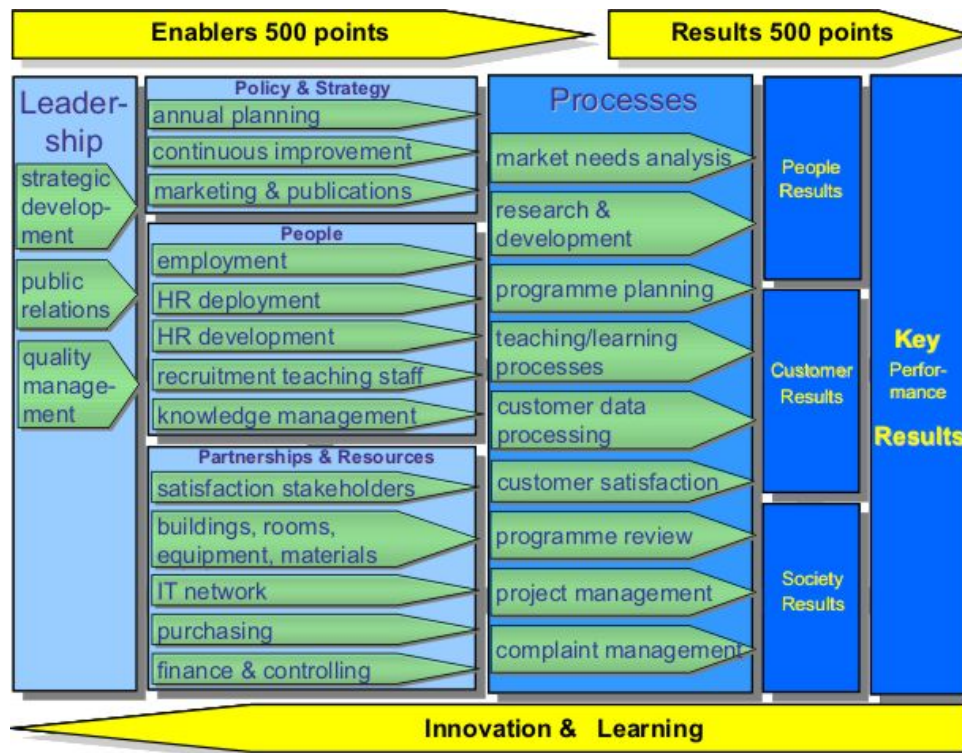 Enablers 500 points
Results 500 points
Leader-
ship
strategic
develop-
ment
public
relations
quality
manage-
ment
Policy & Strategy
annual planning
continuous improvement
marketing & publications
People
employment
HR deployment
HR development
recruitment teaching staff
knowledge management
Partnerships & Resources
satisfaction stakeholders
buildings, rooms,
equipment, materials
IT network
purchasing
finance & controlling
Processes
market needs analysis
research &
development
programme planning
teaching/learning
processes
customer data
processing
customer satisfaction
programme review
project management
complaint management
People
Results
Customer
Results
Society
Results
Key
Perfor-
mance
Results
Innovation & Learning